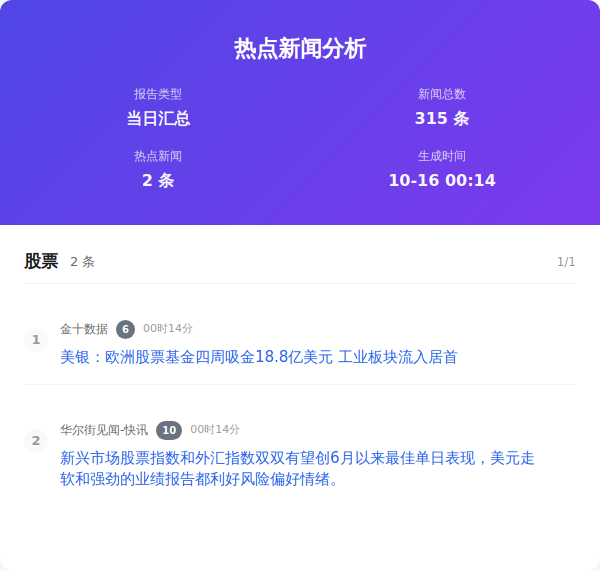 热点新闻分析
报告类型
新闻总数
当日汇总
315 条
热点新闻
生成时间
2 条
10-16 00:14
股票 2 条 1/1
1
金十数据 6 00时14分
美银：欧洲股票基金四周吸金18.8亿美元 工业板块流入居首
2
华尔街见闻-快讯 10 00时14分
新兴市场股票指数和外汇指数双双有望创6月以来最佳单日表现，美元走
软和强劲的业绩报告都利好风险偏好情绪。